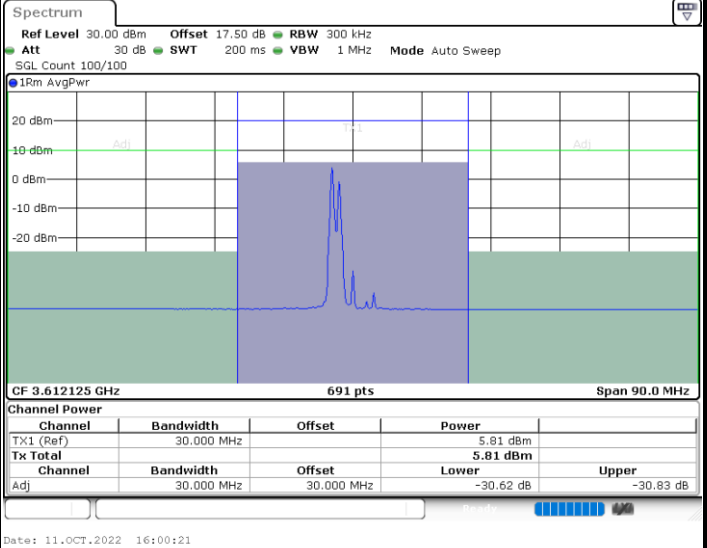 Spectrum
Ref Level 30.00 dBm Offset 17.50 dB RBW 300 kHz
Att 30 dB SWT 200 ms VBW 1 MHz Mode Auto Sweep
SGL Count 100/100
1Rm AvgPwr
20 dBm
TX1
Adj Adj
10 dBm
0 dBm
-10 dBm
-20 dBm
CF 3.612125 GHz 691 pts Span 90.0 MHz
Channel Power
Channel Bandwidth Offset Power
TX1 (Ref) 30.000 MHz 5.81 dBm
Tx Total 5.81 dBm
Channel Bandwidth Offset Lower Upper
Adj 30.000 MHz 30.000 MHz -30.62 dB -30.83 dB
Ready
Date: 11.OCT.2022 16:00:21